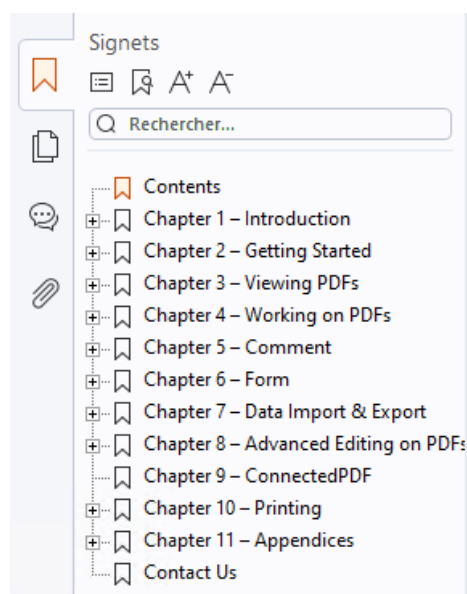 Signets
A+ A-
Rechercher...
Contents
Chapter 1 – Introduction
Chapter 2 – Getting Started
Chapter 3 – Viewing PDFs
Chapter 4 – Working on PDFs
Chapter 5 – Comment
Chapter 6 – Form
Chapter 7 – Data Import & Export
Chapter 8 – Advanced Editing on PDFs
Chapter 9 – ConnectedPDF
Chapter 10 – Printing
Chapter 11 – Appendices
Contact Us